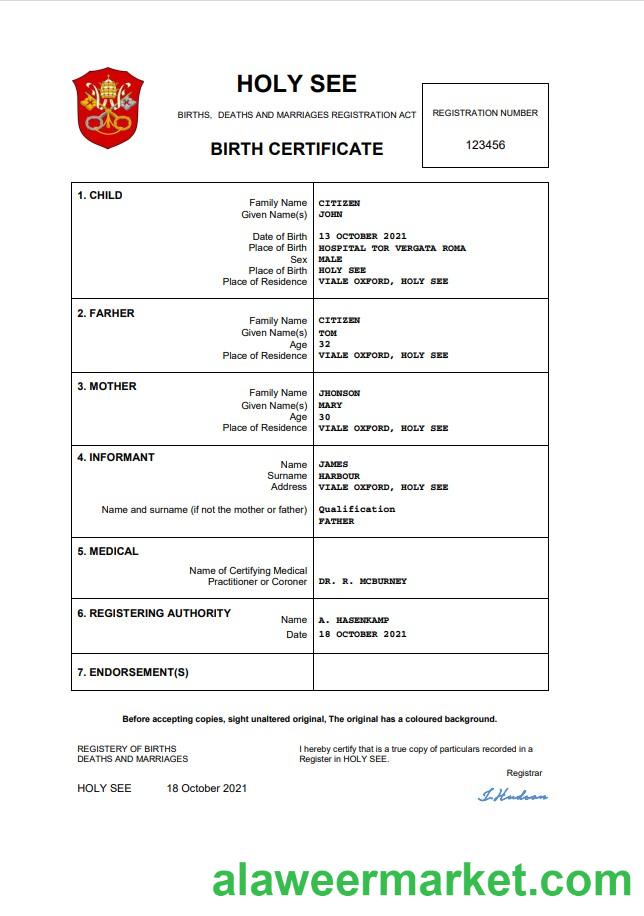 HOLY SEE
BIRTHS, DEATHS AND MARRIAGES REGISTRATION ACT
BIRTH CERTIFICATE
REGISTRATION NUMBER
123456
1. CHILD
Family Name CITIZEN
Given Name(s) JOHN
Date of Birth 13 OCTOBER 2021
Place of Birth HOSPITAL TOR VERGATA ROMA
Sex MALE
Place of Birth HOLY SEE
Place of Residence VIALE OXFORD, HOLY SEE
2. FARHER
Family Name CITIZEN
Given Name(s) TOM
Age 32
Place of Residence VIALE OXFORD, HOLY SEE
3. MOTHER
Family Name JHONSON
Given Name(s) MARY
Age 30
Place of Residence VIALE OXFORD, HOLY SEE
4. INFORMANT
Name JAMES
Surname HARBOUR
Address VIALE OXFORD, HOLY SEE
Name and surname (if not the mother or father) Qualification
FATHER
5. MEDICAL
Name of Certifying Medical
Practitioner or Coroner DR. R. MCBURNEY
6. REGISTERING AUTHORITY
Name A. HASENKAMP
Date 18 OCTOBER 2021
7. ENDORSEMENT(S)
Before accepting copies, sight unaltered original, The original has a coloured background.
REGISTERY OF BIRTHS
DEATHS AND MARRIAGES
I hereby certify that is a true copy of particulars recorded in a
Register in HOLY SEE.
Registrar
HOLY SEE 18 October 2021
I.Hudson
alaweermarket.com